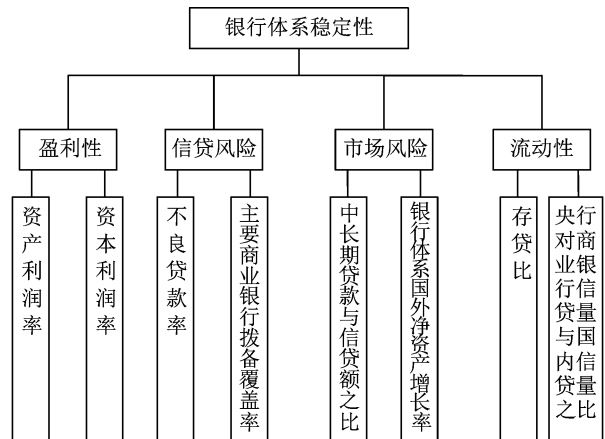 银行体系稳定性
盈利性
信贷风险
市场风险
流动性
资产利润率
资本利润率
不良贷款率
主要商业银行拨备覆盖率
中长期贷款与信贷额之比
银行体系国外净资产增长率
存贷比
央行对商业银行信贷量与国内信贷量之比